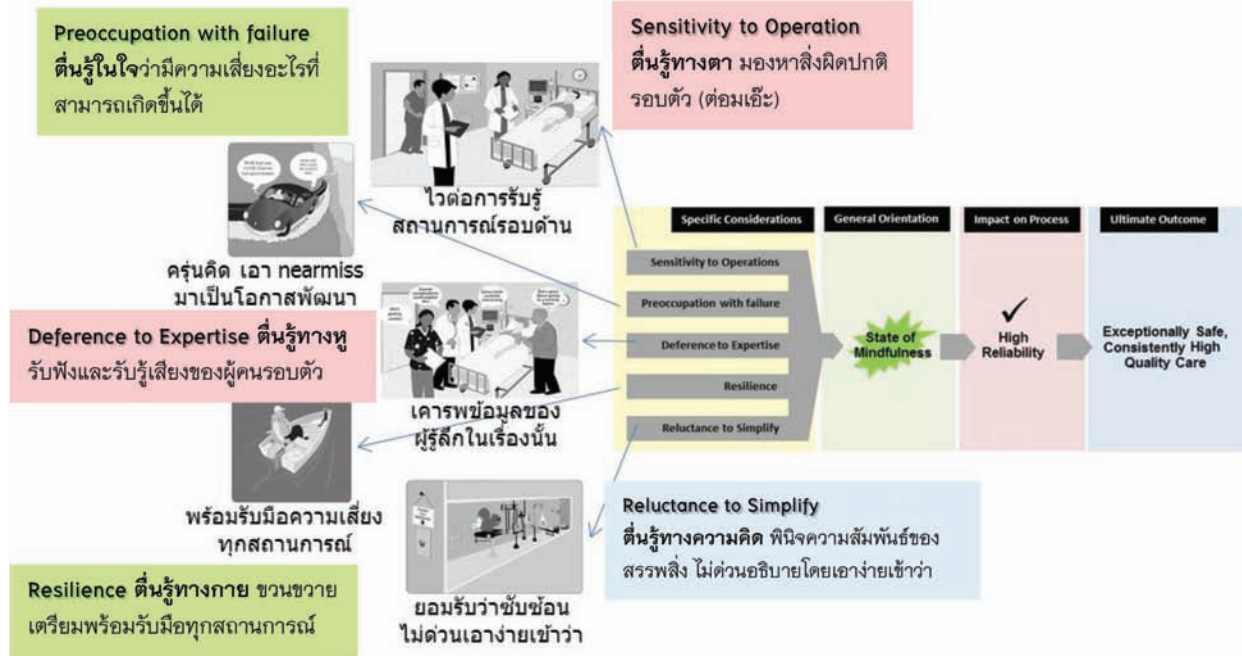 Preoccupation with failure
ตื่นรู้ในใจว่ามีความเสี่ยงอะไรที่
สามารถเกิดขึ้นได้
Sensitivity to Operation
ตื่นรู้ทางตา มองหาสิ่งผิดปกติ
รอบตัว (ต่อมเอ๊ะ)
ไวต่อการรับรู้
สถานการณ์รอบด้าน
ครุ่นคิด เอา nearmiss
มาเป็นโอกาสพัฒนา
Deference to Expertise ตื่นรู้ทางหู
รับฟังและรับรู้เสียงของผู้คนรอบตัว
เคารพข้อมูลของ
ผู้รู้ลึกในเรื่องนั้น
พร้อมรับมือความเสี่ยง
ทุกสถานการณ์
Resilience ตื่นรู้ทางกาย ขวนขวาย
เตรียมพร้อมรับมือทุกสถานการณ์
ยอมรับว่าซับซ้อน
ไม่ด่วนเอาง่ายเข้าว่า
Specific Considerations
Sensitivity to Operations
Preoccupation with failure
Deference to Expertise
Resilience
Reluctance to Simplify
General Orientation
State of
Mindfulness
Impact on Process
High
Reliability
Ultimate Outcome
Exceptionally Safe,
Consistently High
Quality Care
Reluctance to Simplify
ตื่นรู้ทางความคิด พินิจความสัมพันธ์ของ
สรรพสิ่ง ไม่ด่วนอธิบายโดยเอาง่ายเข้าว่า